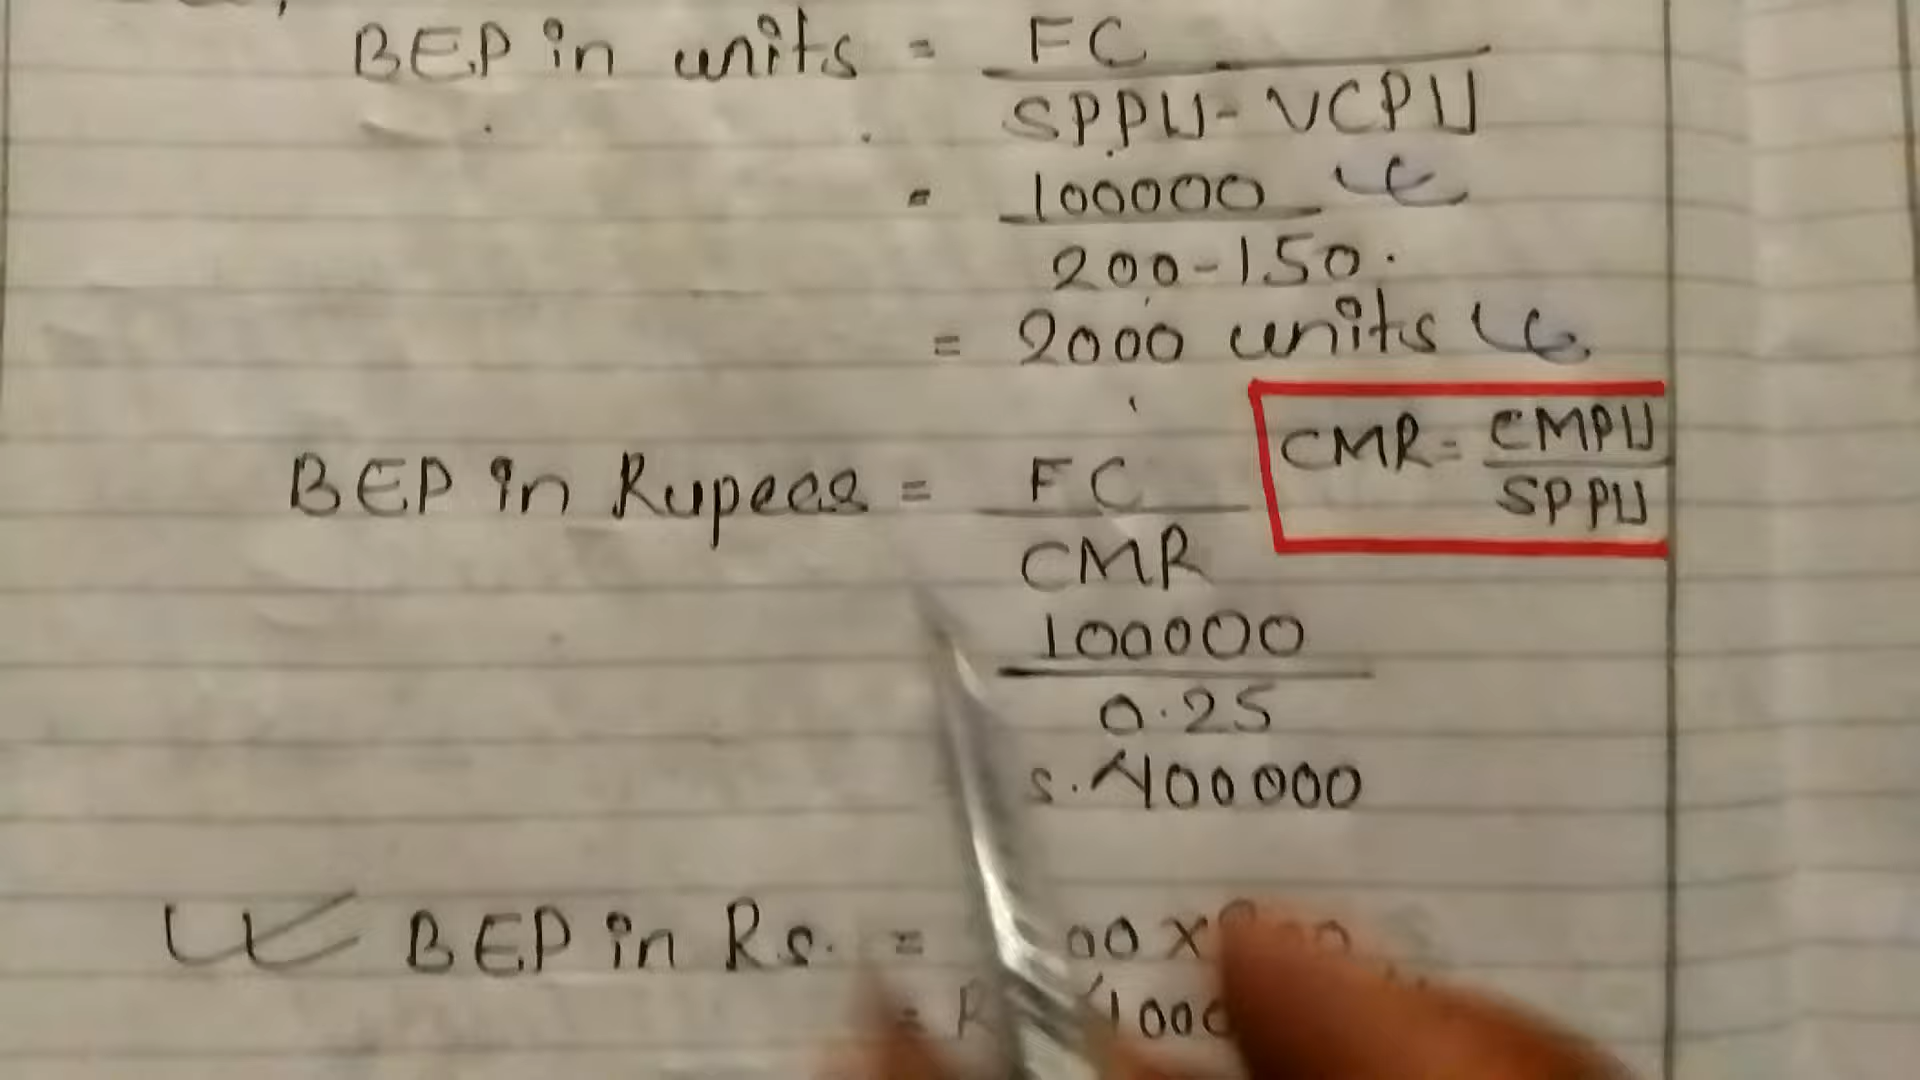 BEP in units = FC
SPPU - VCPU
= 100000
200-150.
= 2000 units
CMR = CMPU
SPPU
BEP in Rupees = FC
CMR
100000
0.25
s. 400000
BEP in Rs. = 00 X
=